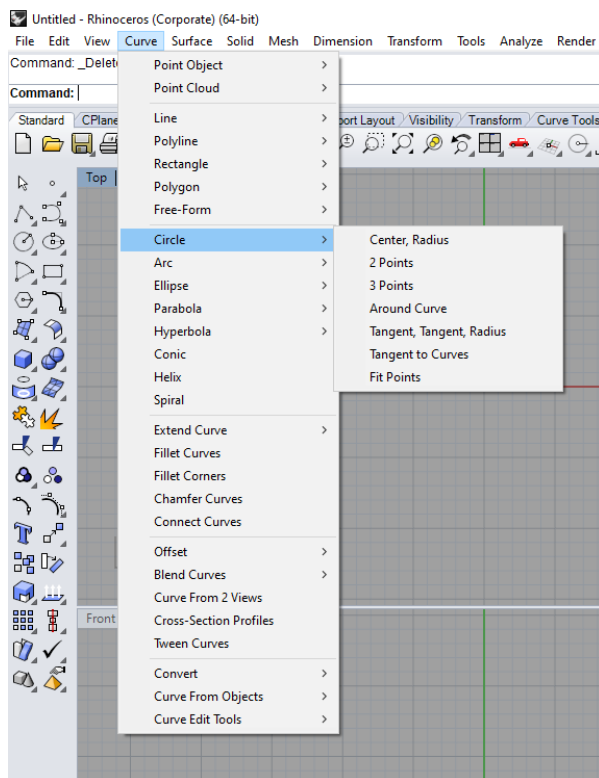 Untitled - Rhinoceros (Corporate) (64-bit)
File Edit View Curve Surface Solid Mesh Dimension Transform Tools Analyze Render
Command: _Delet
Command:
Standard CPlane port Layout Visibility Transform Curve Tools
Top
Point Object
Point Cloud
Line
Polyline
Rectangle
Polygon
Free-Form
Circle
Arc
Ellipse
Parabola
Hyperbola
Conic
Helix
Spiral
Extend Curve
Fillet Curves
Fillet Corners
Chamfer Curves
Connect Curves
Offset
Blend Curves
Curve From 2 Views
Cross-Section Profiles
Tween Curves
Convert
Curve From Objects
Curve Edit Tools
Center, Radius
2 Points
3 Points
Around Curve
Tangent, Tangent, Radius
Tangent to Curves
Fit Points
Front